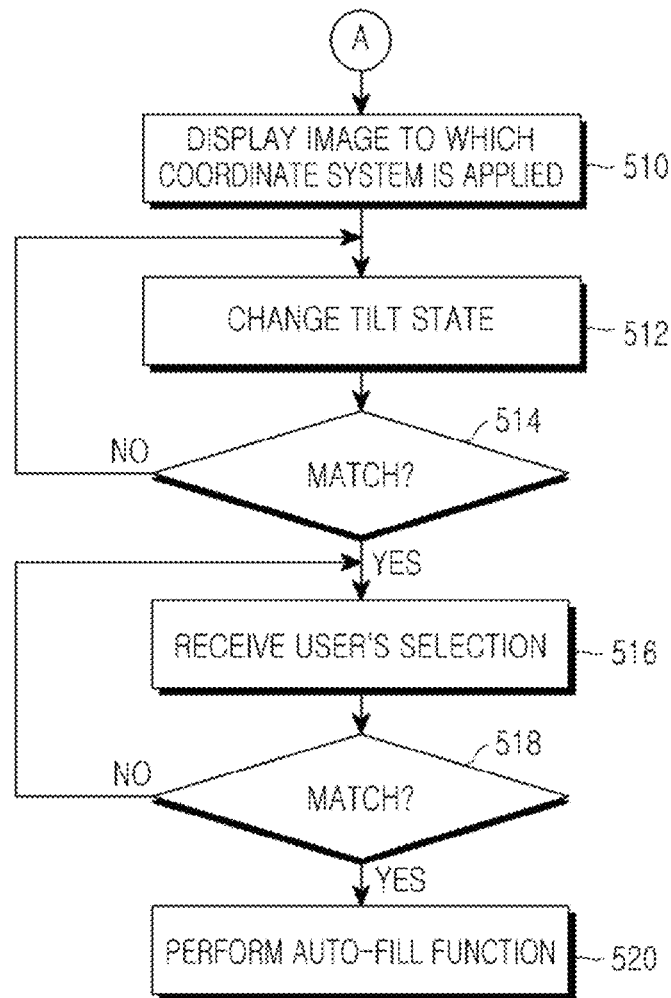 A
DISPLAY IMAGE TO WHICH
COORDINATE SYSTEM IS APPLIED
510
CHANGE TILT STATE
512
514
NO
MATCH?
YES
RECEIVE USER'S SELECTION
516
518
NO
MATCH?
YES
PERFORM AUTO-FILL FUNCTION
520